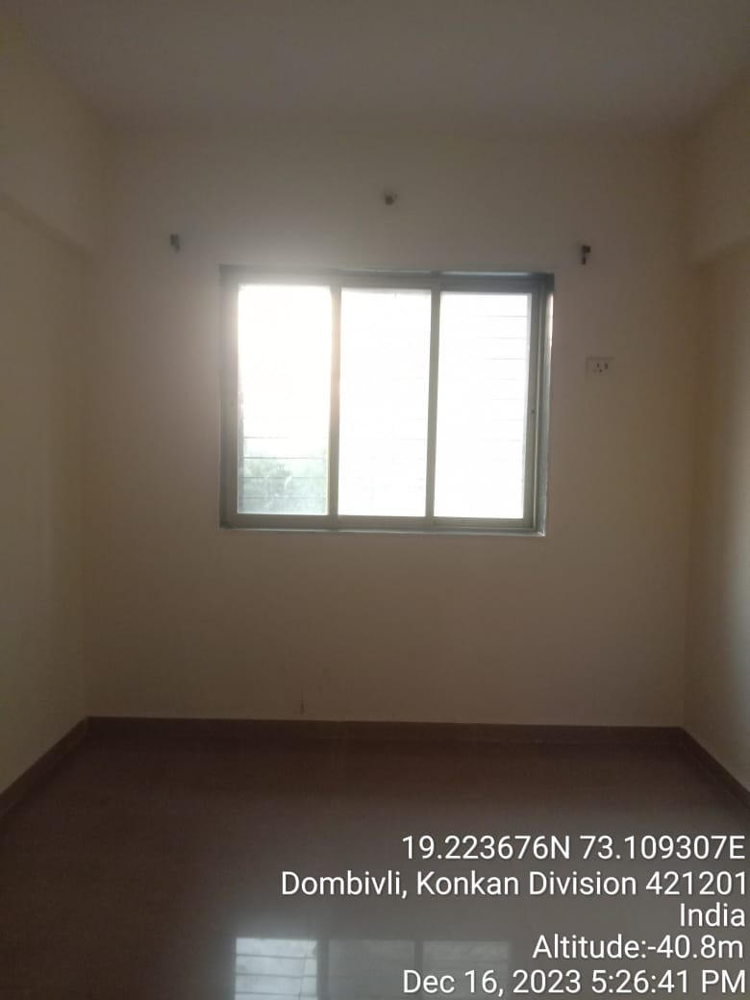 19.223676N 73.109307E
Dombivli, Konkan Division 421201
India
Altitude:-40.8m
Dec 16, 2023 5:26:41 PM